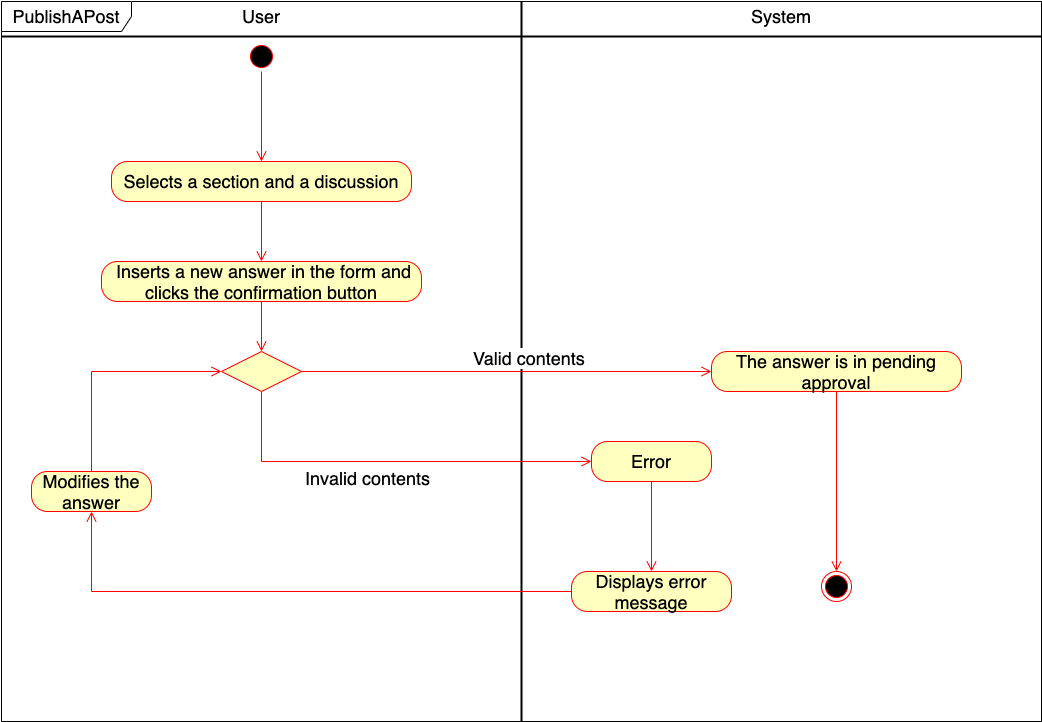 PublishAPost
User
System
Selects a section and a discussion
Inserts a new answer in the form and
clicks the confirmation button
Valid contents
The answer is in pending
approval
Error
Invalid contents
Modifies the
answer
Displays error
message